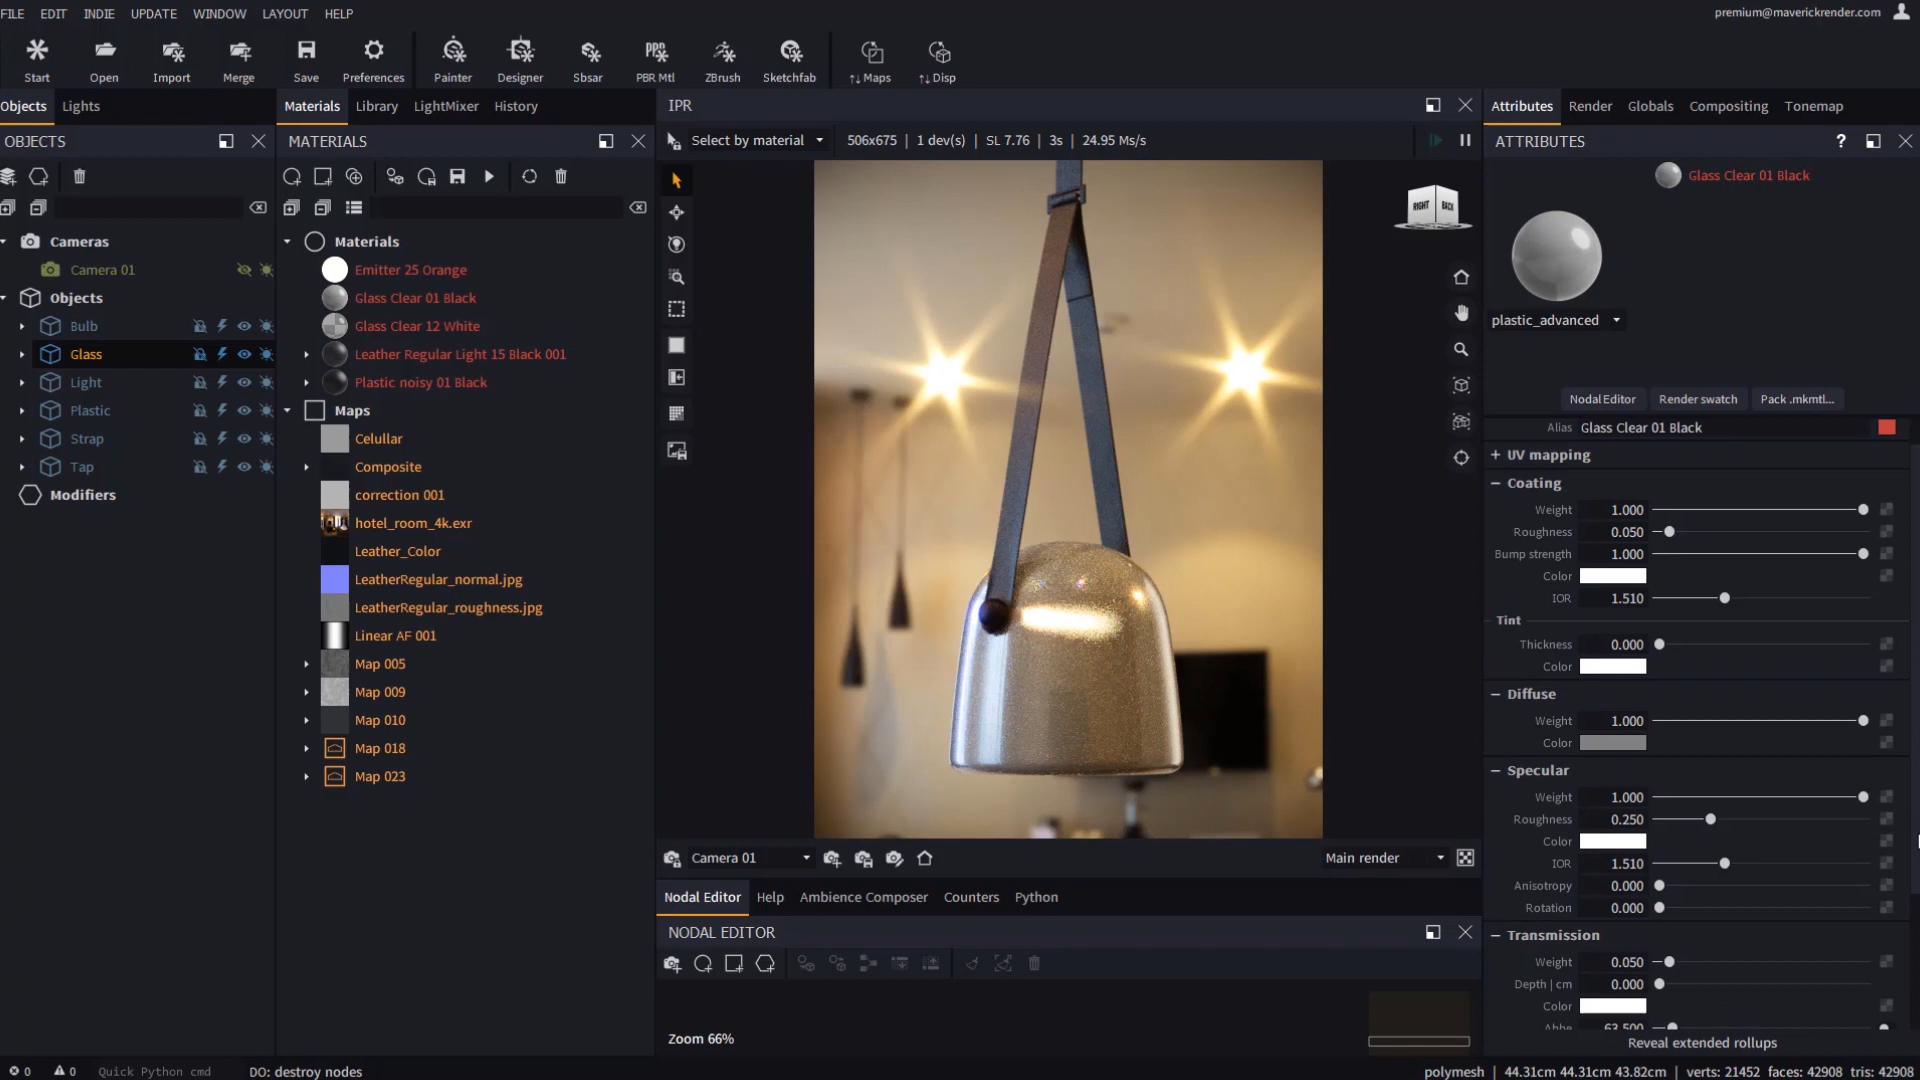 FILE EDIT INDIE UPDATE WINDOW LAYOUT HELP
premium@maverickrender.com
Start Open Import Merge Save Preferences Painter Designer Sbsar PBR Mtl ZBrush Sketchfab ↑↓ Maps ↑↓ Disp
Objects Lights
Materials Library LightMixer History
IPR
Attributes Render Globals Compositing Tonemap
OBJECTS
MATERIALS
Select by material
506x675 | 1 dev(s) | SL 7.76 | 3s | 24.95 Ms/s
ATTRIBUTES
?
Glass Clear 01 Black
Cameras
Camera 01
Objects
Bulb
Glass
Light
Plastic
Strap
Tap
Modifiers
Materials
Emitter 25 Orange
Glass Clear 01 Black
Glass Clear 12 White
Leather Regular Light 15 Black 001
Plastic noisy 01 Black
Maps
Celullar
Composite
correction 001
hotel_room_4k.exr
Leather_Color
LeatherRegular_normal.jpg
LeatherRegular_roughness.jpg
Linear AF 001
Map 005
Map 009
Map 010
Map 018
Map 023
RIGHT BACK
Camera 01
Main render
Nodal Editor Help Ambience Composer Counters Python
NODAL EDITOR
Zoom 66%
plastic_advanced
Nodal Editor Render swatch Pack .mkmtl...
Alias Glass Clear 01 Black
+ UV mapping
− Coating
Weight 1.000
Roughness 0.050
Bump strength 1.000
Color
IOR 1.510
Tint
Thickness 0.000
Color
− Diffuse
Weight 1.000
Color
− Specular
Weight 1.000
Roughness 0.250
Color
IOR 1.510
Anisotropy 0.000
Rotation 0.000
− Transmission
Weight 0.050
Depth | cm 0.000
Color
Abbe 63.500
Reveal extended rollups
0 0 Quick Python cmd DO: destroy nodes
polymesh | 44.31cm 44.31cm 43.82cm | verts: 21452 faces: 42908 tris: 42908